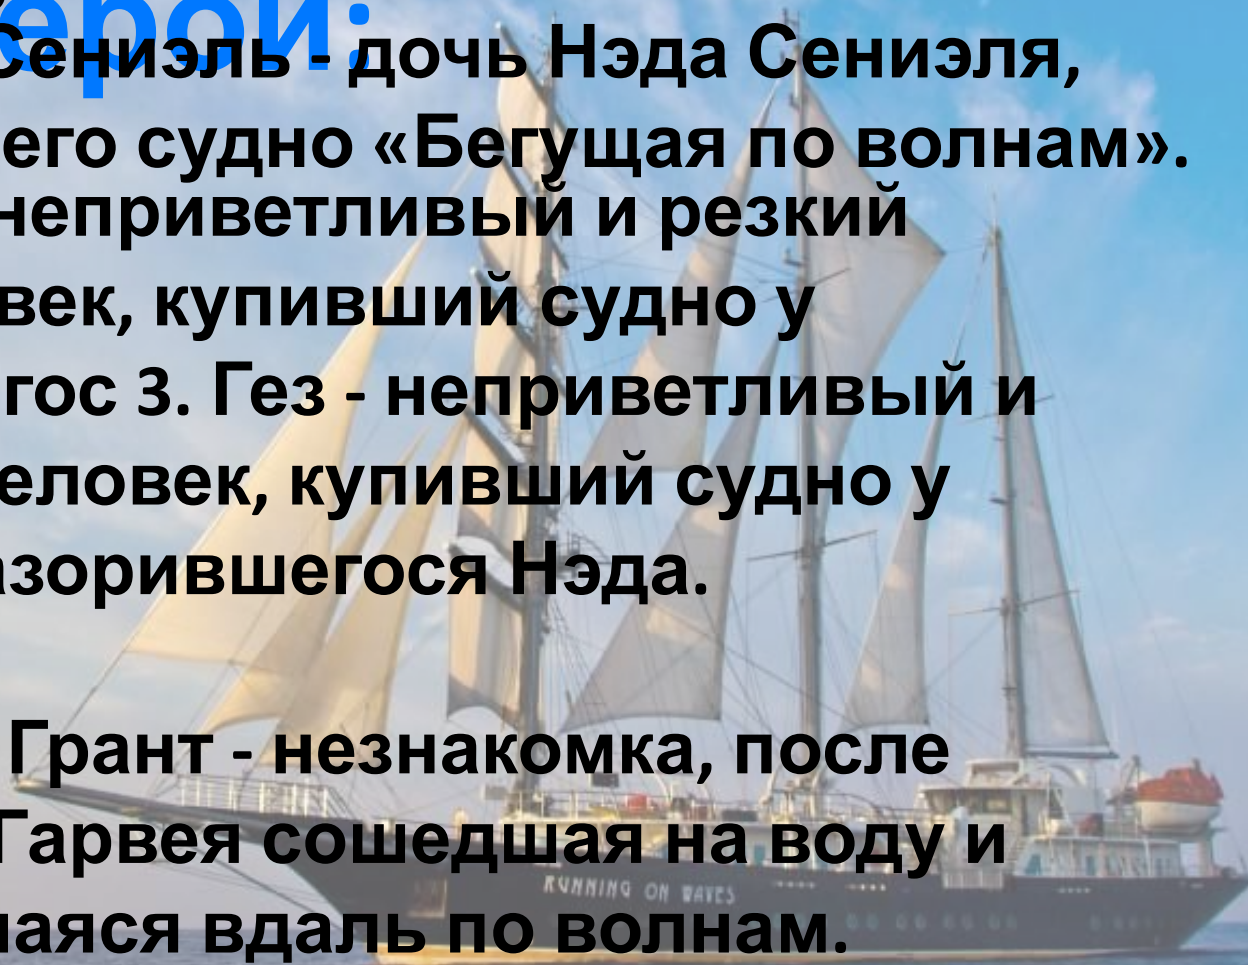 ерои;
Сениэль - дочь Нэда Сениэля,
его судно «Бегущая по волнам».
неприветливый и резкий
век, купивший судно у
гос 3. Гез - неприветливый и
еловек, купивший судно у
азорившегося Нэда.
Грант - незнакомка, после
Гарвея сошедшая на воду и
аяся вдаль по волнам.
RUNNING ON WAVES